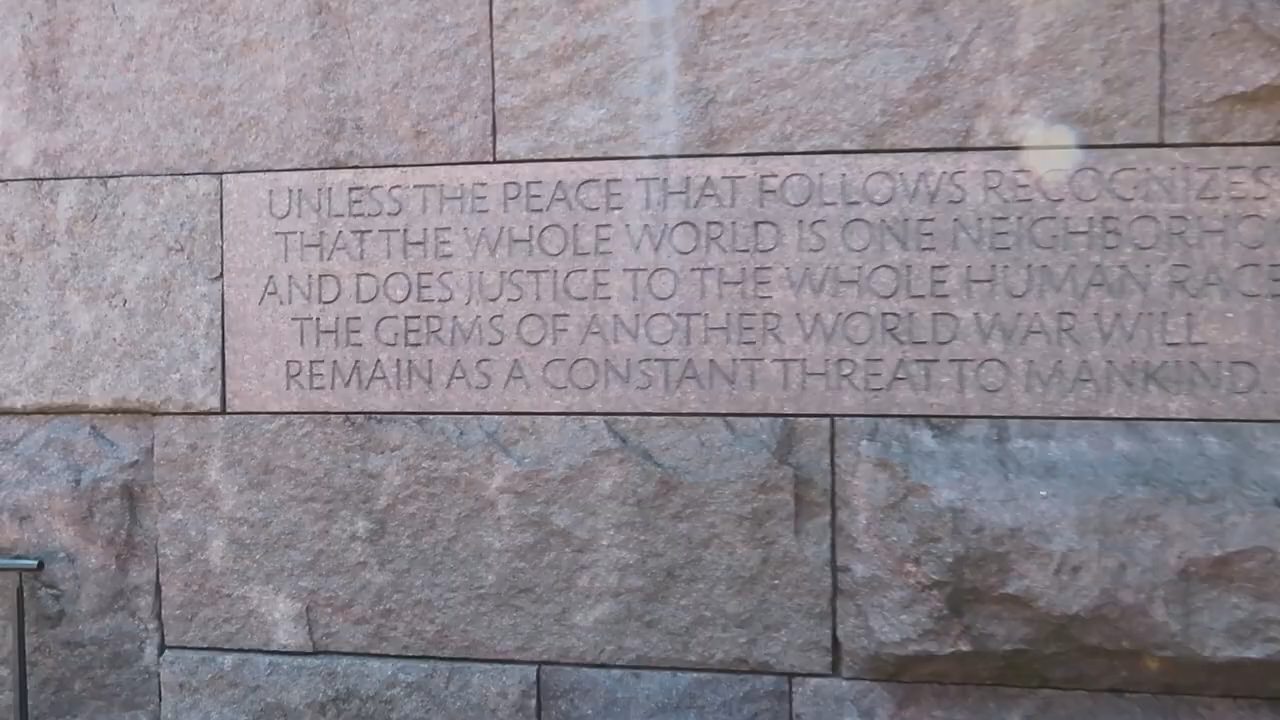 UNLESS THE PEACE THAT FOLLOWS RECOGNIZES
THAT THE WHOLE WORLD IS ONE NEIGHBORHO
AND DOES JUSTICE TO THE WHOLE HUMAN RACE
THE GERMS OF ANOTHER WORLD WAR WILL
REMAIN AS A CONSTANT THREAT TO MANKIND.